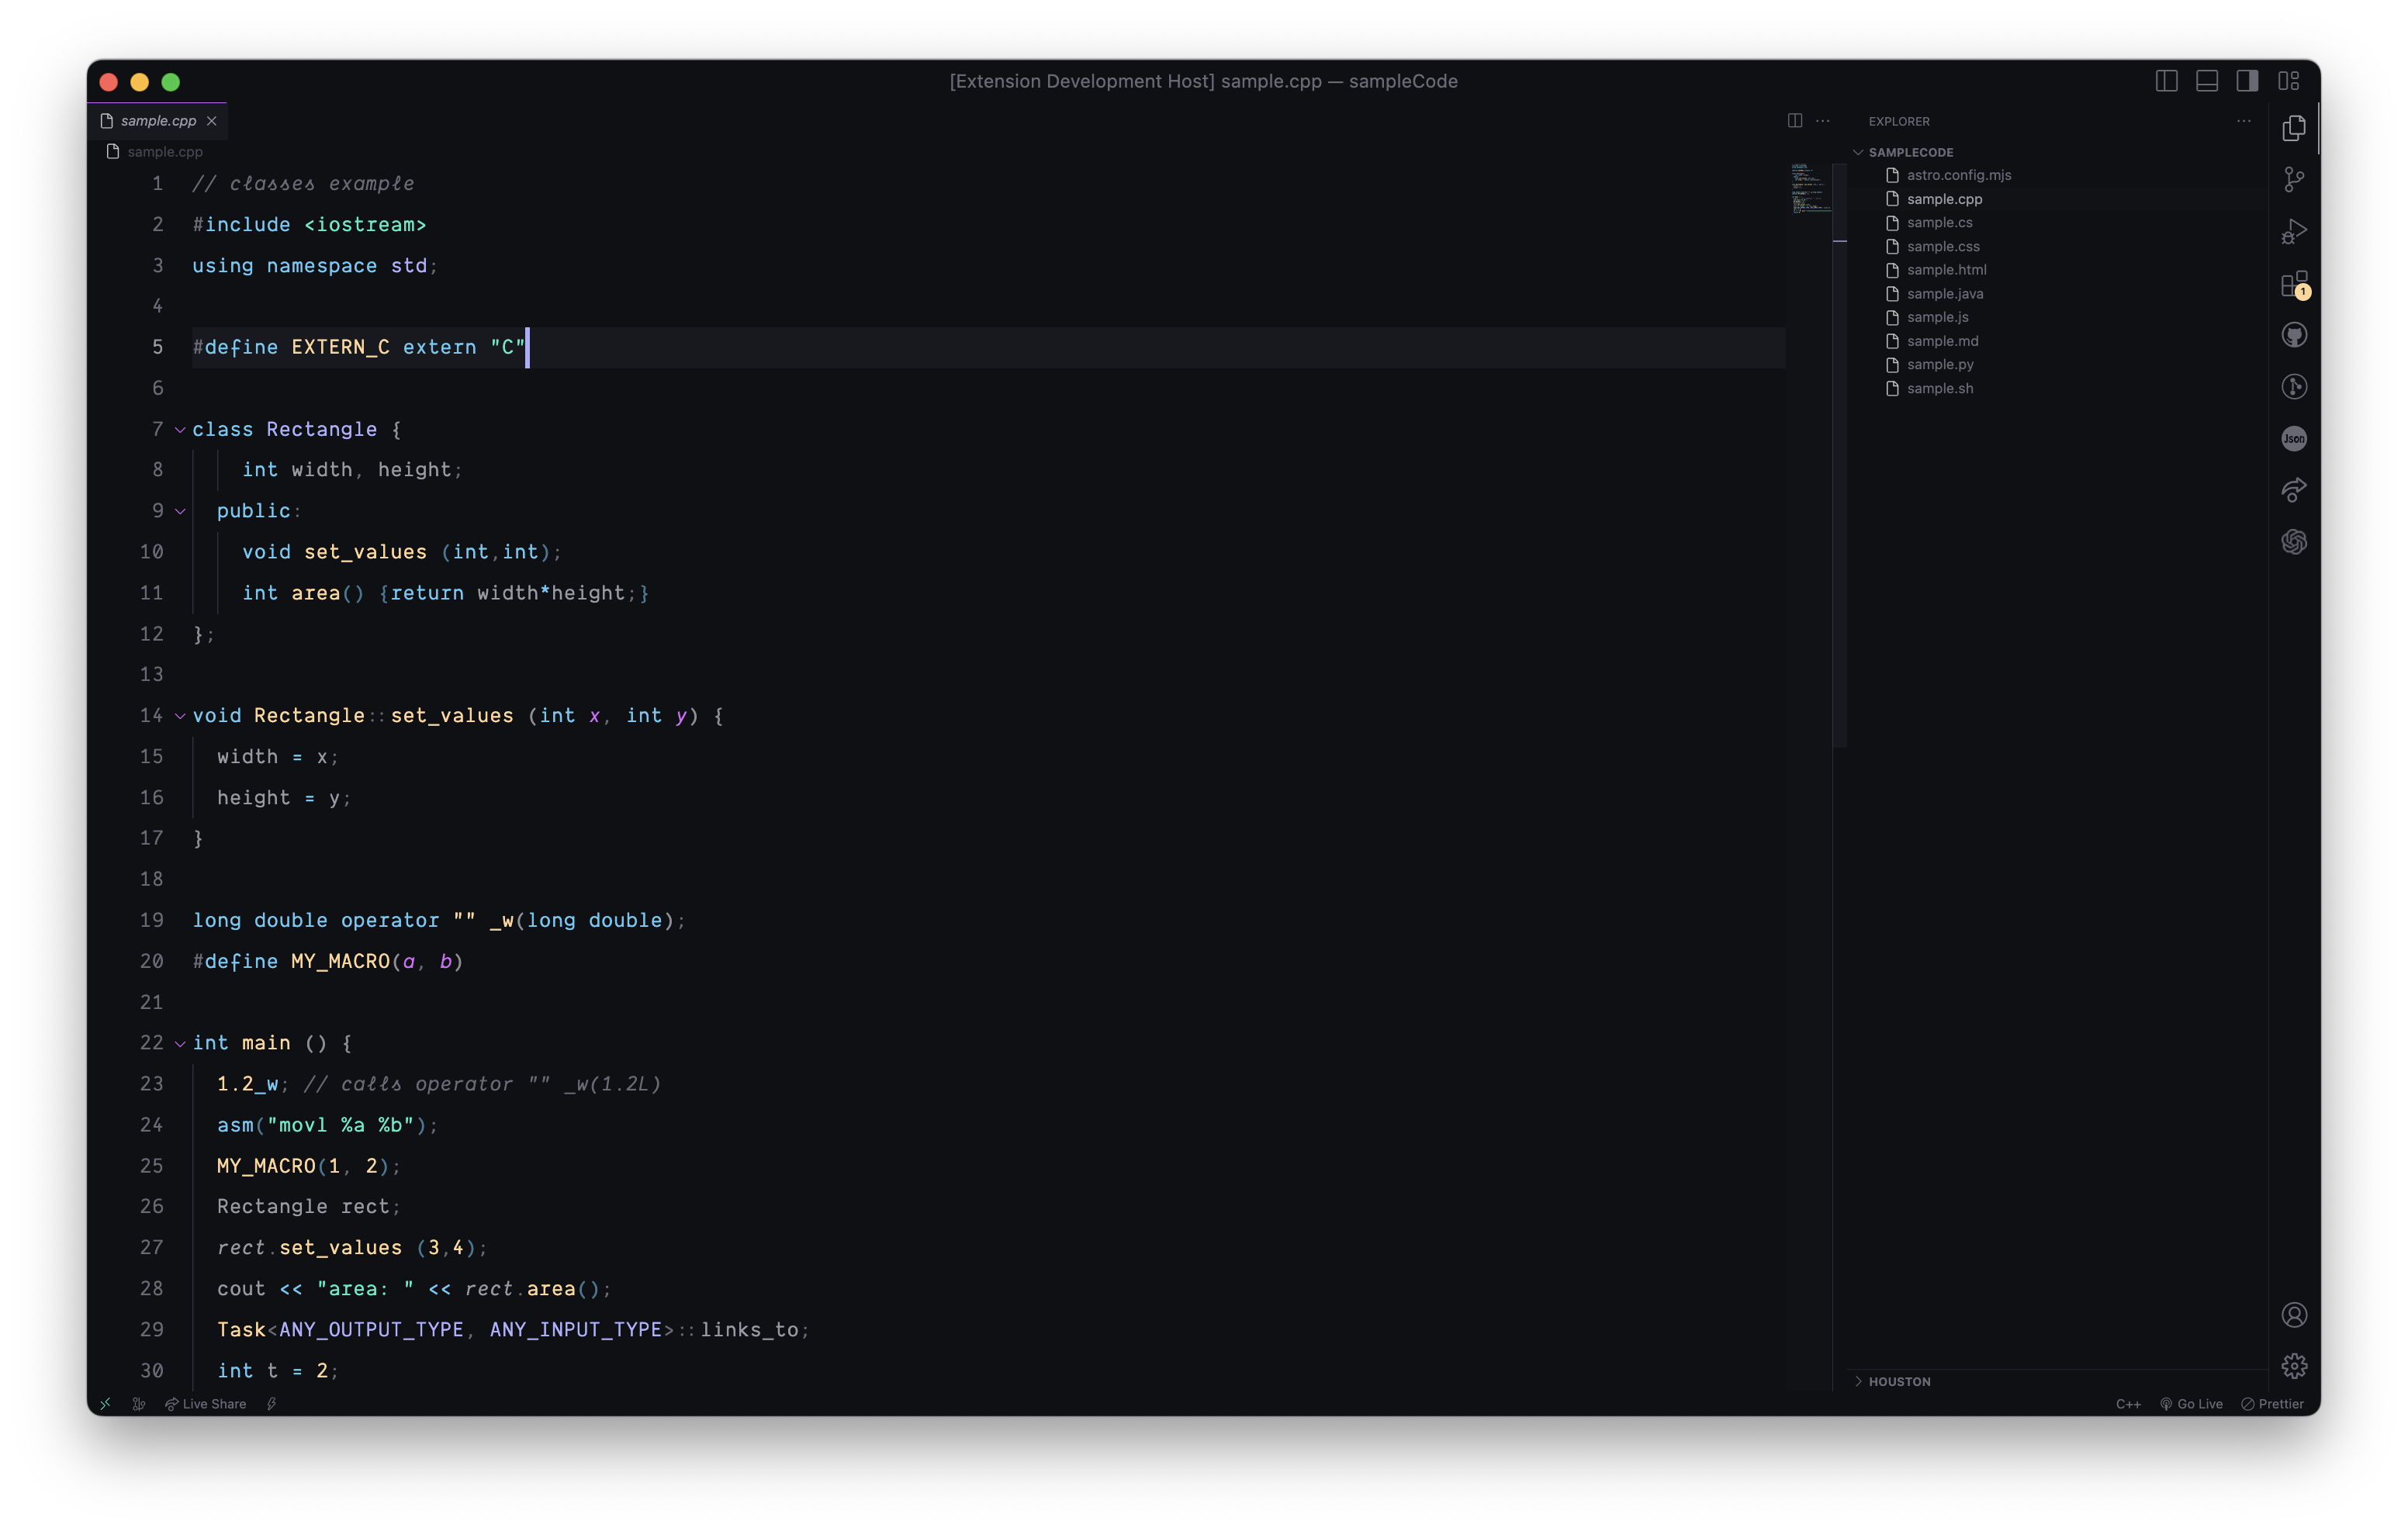 [Extension Development Host] sample.cpp — sampleCode
sample.cpp
sample.cpp
1 // classes example
2 #include <iostream>
3 using namespace std;
4
5 #define EXTERN_C extern "C"
6
7 class Rectangle {
8 int width, height;
9 public:
10 void set_values (int,int);
11 int area() {return width*height;}
12 };
13
14 void Rectangle::set_values (int x, int y) {
15 width = x;
16 height = y;
17 }
18
19 long double operator "" _w(long double);
20 #define MY_MACRO(a, b)
21
22 int main () {
23 1.2_w; // calls operator "" _w(1.2L)
24 asm("movl %a %b");
25 MY_MACRO(1, 2);
26 Rectangle rect;
27 rect.set_values (3,4);
28 cout << "area: " << rect.area();
29 Task<ANY_OUTPUT_TYPE, ANY_INPUT_TYPE>::links_to;
30 int t = 2;
EXPLORER
SAMPLECODE
astro.config.mjs
sample.cpp
sample.cs
sample.css
sample.html
sample.java
sample.js
sample.md
sample.py
sample.sh
HOUSTON
1
Json
Live Share
C++ Go Live Prettier